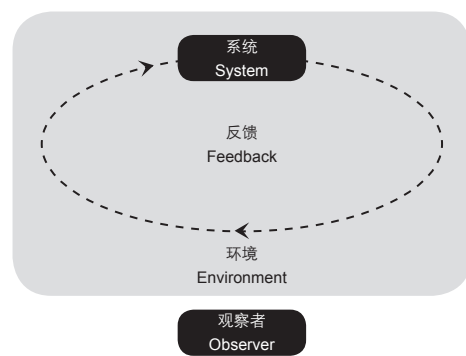 系统
System
反馈
Feedback
环境
Environment
观察者
Observer